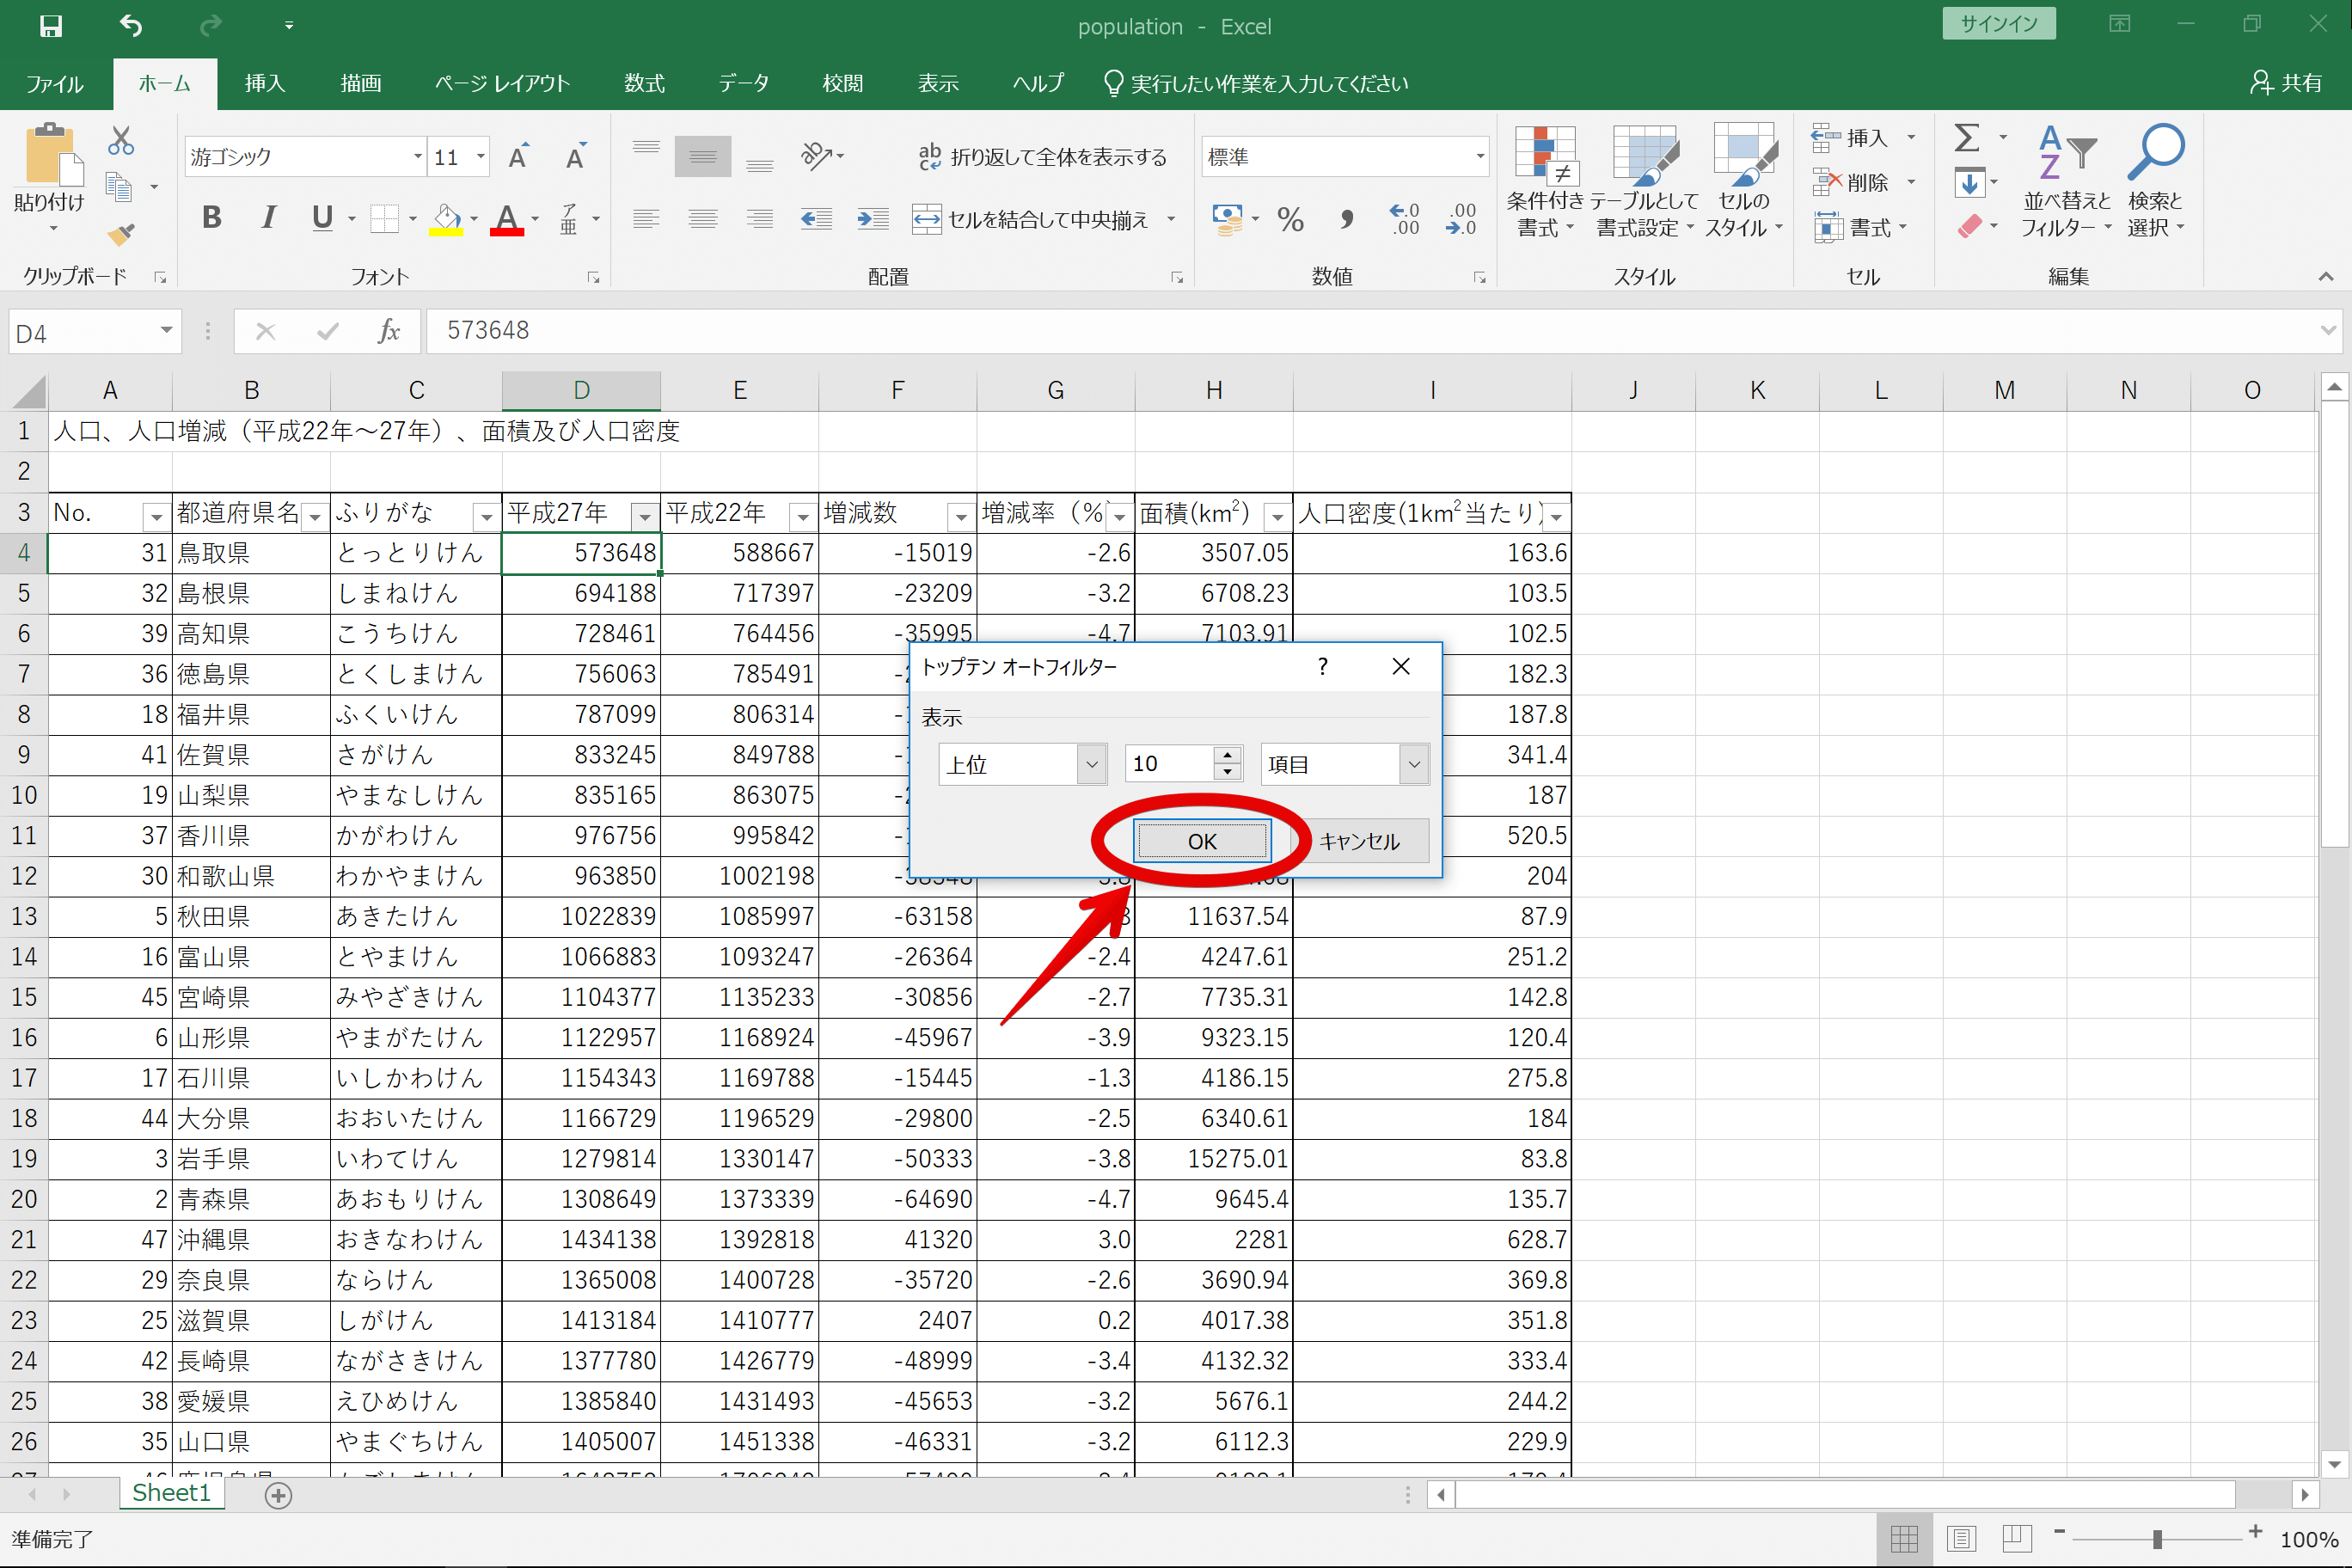 population - Excel
サインイン
ファイル ホーム 挿入 描画 ページ レイアウト 数式 データ 校閲 表示 ヘルプ 実行したい作業を入力してください 共有
貼り付け
クリップボード
游ゴシック 11
B I U A ア亜
フォント
ab 折り返して全体を表示する
セルを結合して中央揃え
配置
標準
% , .0 .00 .00 .0
数値
条件付き書式
テーブルとして書式設定
セルのスタイル
スタイル
挿入
削除
書式
セル
並べ替えとフィルター
検索と選択
編集
D4 fx 573648
A B C D E F G H I J K L M N O
1 人口、人口増減（平成22年～27年）、面積及び人口密度
2
3 No. 都道府県名 ふりがな 平成27年 平成22年 増減数 増減率（% 面積(km2) 人口密度(1km2当たり)
4 31 鳥取県 とっとりけん 573648 588667 -15019 -2.6 3507.05 163.6
5 32 島根県 しまねけん 694188 717397 -23209 -3.2 6708.23 103.5
6 39 高知県 こうちけん 728461 764456 -35995 -4.7 7103.91 102.5
7 36 徳島県 とくしまけん 756063 785491 182.3
8 18 福井県 ふくいけん 787099 806314 187.8
9 41 佐賀県 さがけん 833245 849788 341.4
10 19 山梨県 やまなしけん 835165 863075 187
11 37 香川県 かがわけん 976756 995842 520.5
12 30 和歌山県 わかやまけん 963850 1002198 204
13 5 秋田県 あきたけん 1022839 1085997 -63158 11637.54 87.9
14 16 富山県 とやまけん 1066883 1093247 -26364 -2.4 4247.61 251.2
15 45 宮崎県 みやざきけん 1104377 1135233 -30856 -2.7 7735.31 142.8
16 6 山形県 やまがたけん 1122957 1168924 -45967 -3.9 9323.15 120.4
17 17 石川県 いしかわけん 1154343 1169788 -15445 -1.3 4186.15 275.8
18 44 大分県 おおいたけん 1166729 1196529 -29800 -2.5 6340.61 184
19 3 岩手県 いわてけん 1279814 1330147 -50333 -3.8 15275.01 83.8
20 2 青森県 あおもりけん 1308649 1373339 -64690 -4.7 9645.4 135.7
21 47 沖縄県 おきなわけん 1434138 1392818 41320 3.0 2281 628.7
22 29 奈良県 ならけん 1365008 1400728 -35720 -2.6 3690.94 369.8
23 25 滋賀県 しがけん 1413184 1410777 2407 0.2 4017.38 351.8
24 42 長崎県 ながさきけん 1377780 1426779 -48999 -3.4 4132.32 333.4
25 38 愛媛県 えひめけん 1385840 1431493 -45653 -3.2 5676.1 244.2
26 35 山口県 やまぐちけん 1405007 1451338 -46331 -3.2 6112.3 229.9
トップテン オートフィルター ?
表示
上位 10 項目
OK キャンセル
Sheet1
準備完了 100%